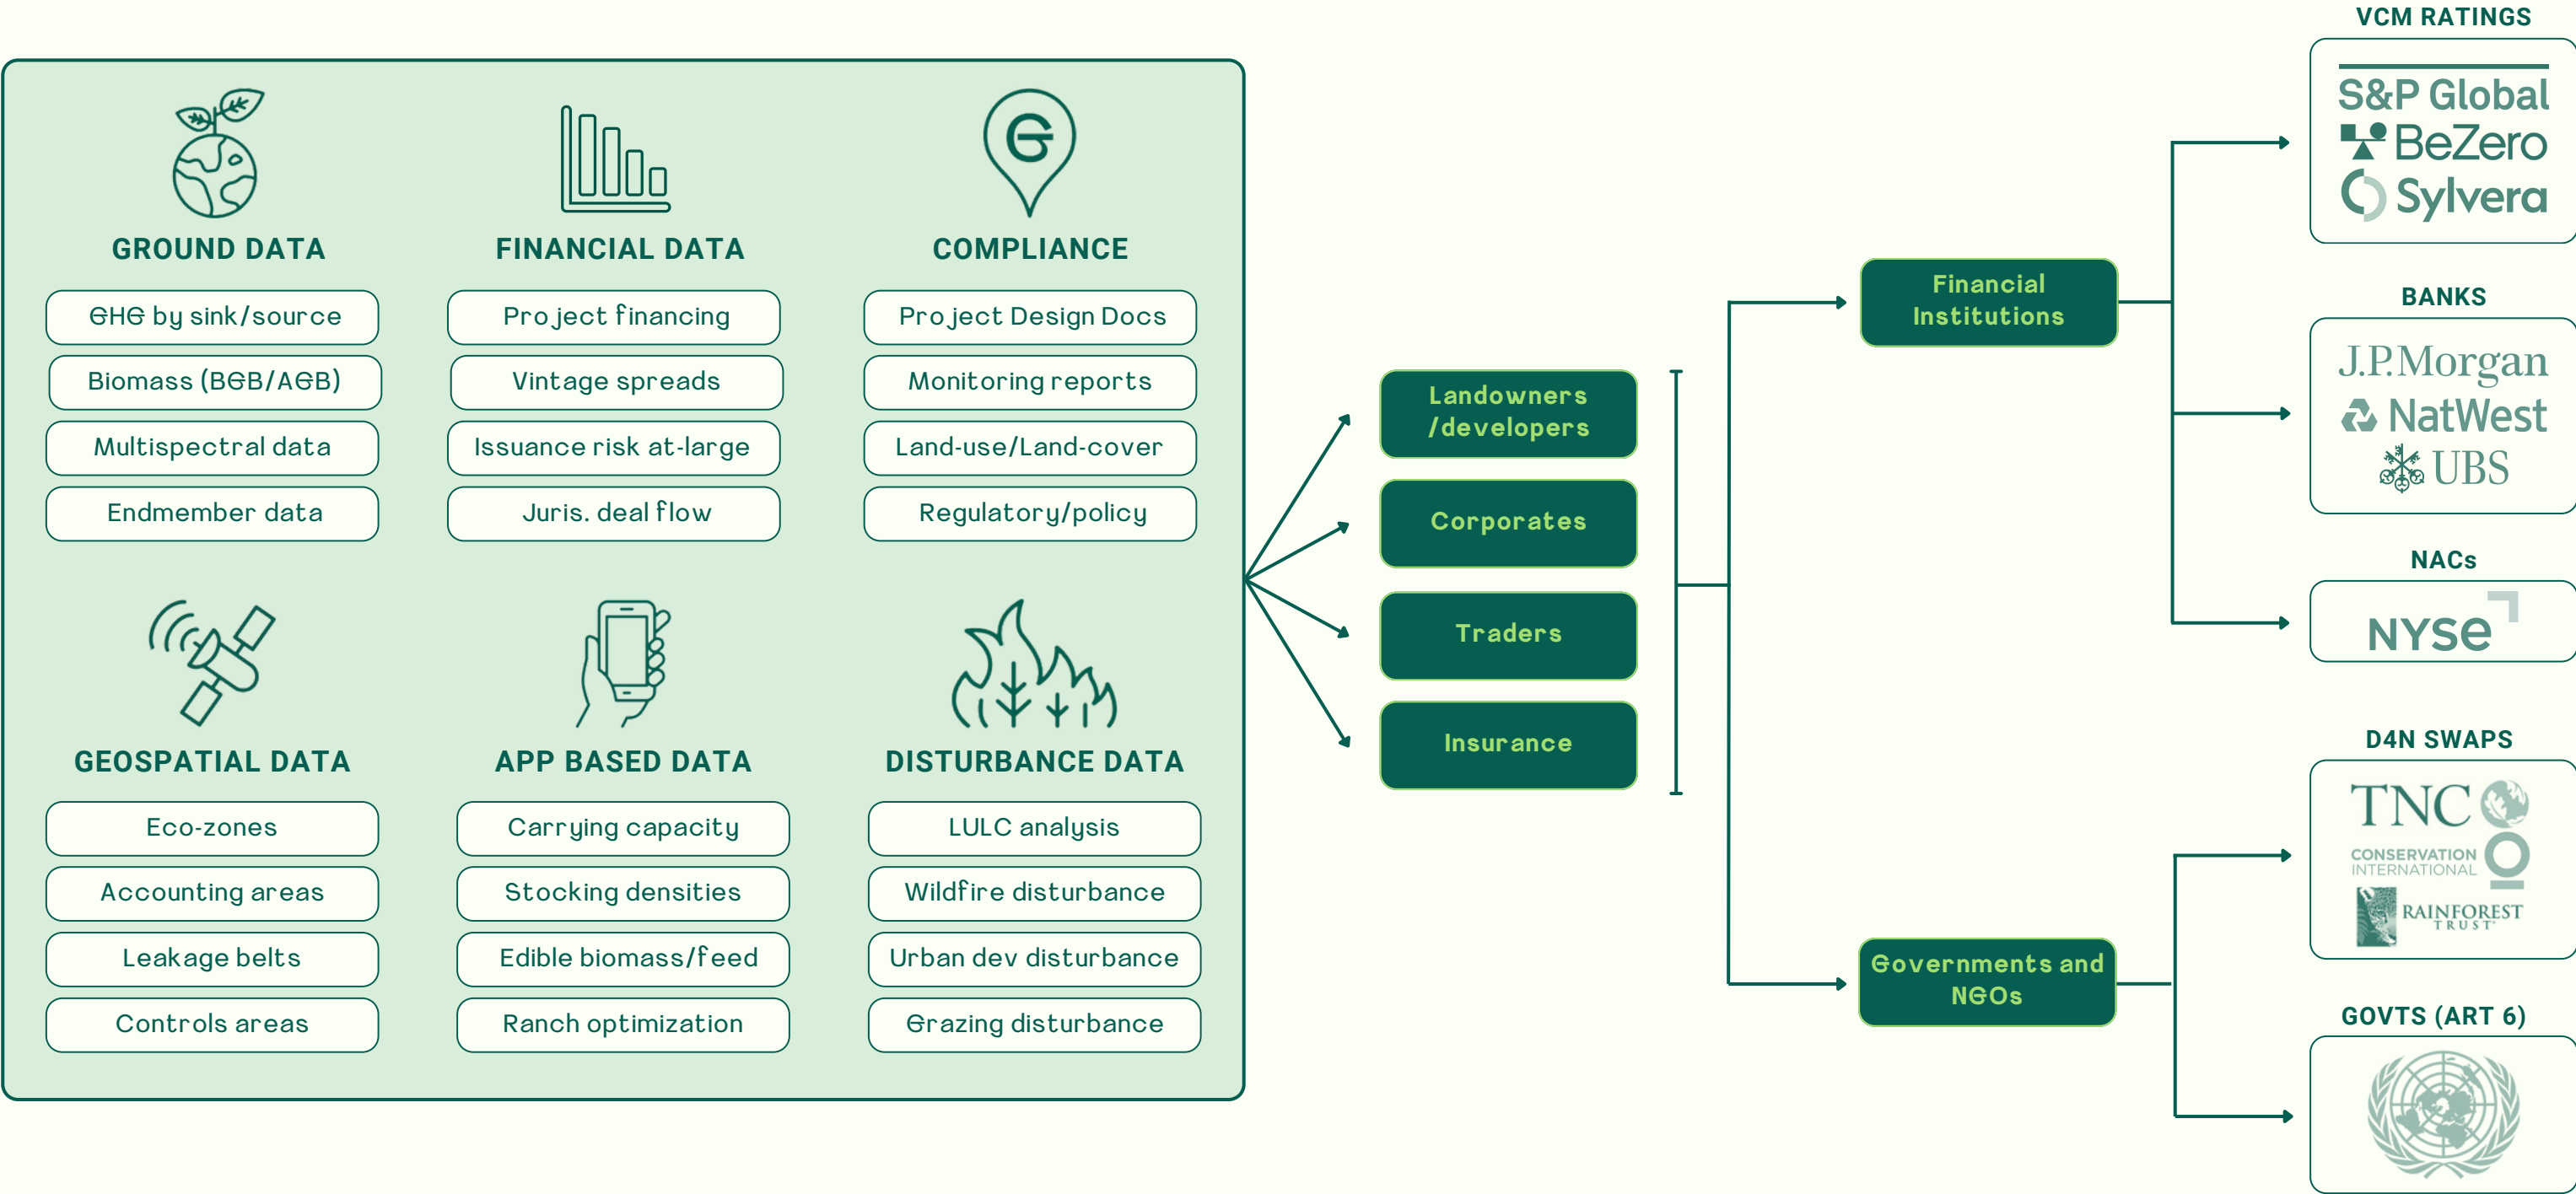 GROUND DATA
GHG by sink/source
Biomass (BGB/AGB)
Multispectral data
Endmember data
FINANCIAL DATA
Project financing
Vintage spreads
Issuance risk at-large
Juris. deal flow
G
COMPLIANCE
Project Design Docs
Monitoring reports
Land-use/Land-cover
Regulatory/policy
GEOSPATIAL DATA
Eco-zones
Accounting areas
Leakage belts
Controls areas
APP BASED DATA
Carrying capacity
Stocking densities
Edible biomass/feed
Ranch optimization
DISTURBANCE DATA
LULC analysis
Wildfire disturbance
Urban dev disturbance
Grazing disturbance
Landowners
/developers
Corporates
Traders
Insurance
Financial
Institutions
Governments and
NGOs
VCM RATINGS
S&P Global
BeZero
Sylvera
BANKS
J.P.Morgan
NatWest
UBS
NACs
NYSe
D4N SWAPS
TNC
CONSERVATION
INTERNATIONAL
RAINFOREST
TRUST
GOVTS (ART 6)